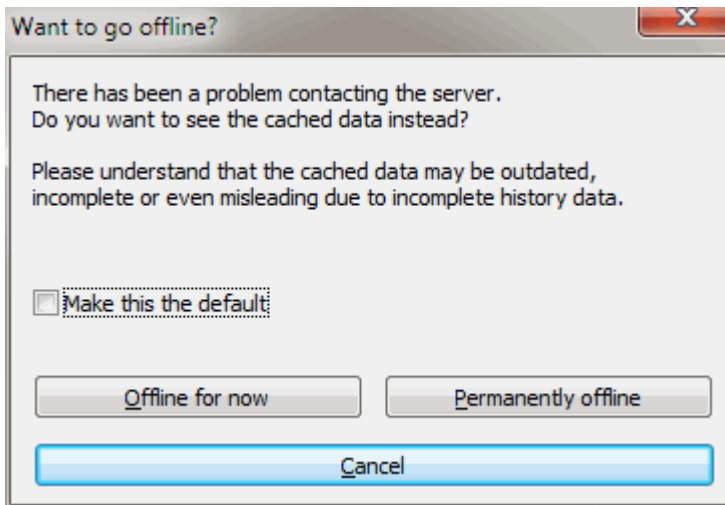 Want to go offline?
There has been a problem contacting the server.
Do you want to see the cached data instead?
Please understand that the cached data may be outdated,
incomplete or even misleading due to incomplete history data.
Make this the default
Offline for now
Permanently offline
Cancel